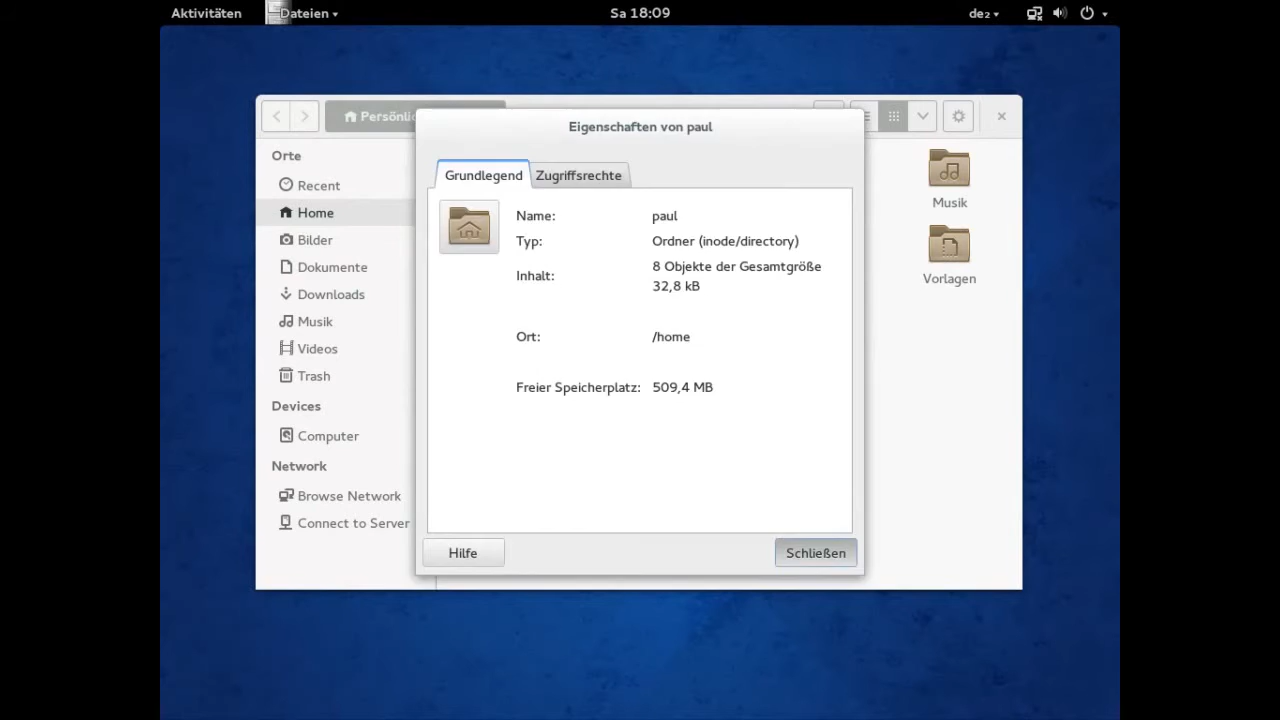 Aktivitäten Dateien Sa 18:09 de₂
Eigenschaften von paul
Grundlegend Zugriffsrechte
Name: paul
Typ: Ordner (inode/directory)
Inhalt: 8 Objekte der Gesamtgröße
32,8 kB
Ort: /home
Freier Speicherplatz: 509,4 MB
Hilfe Schließen
Orte
Recent
Home
Bilder
Dokumente
Downloads
Musik
Videos
Trash
Devices
Computer
Network
Browse Network
Connect to Server
Musik
Vorlagen